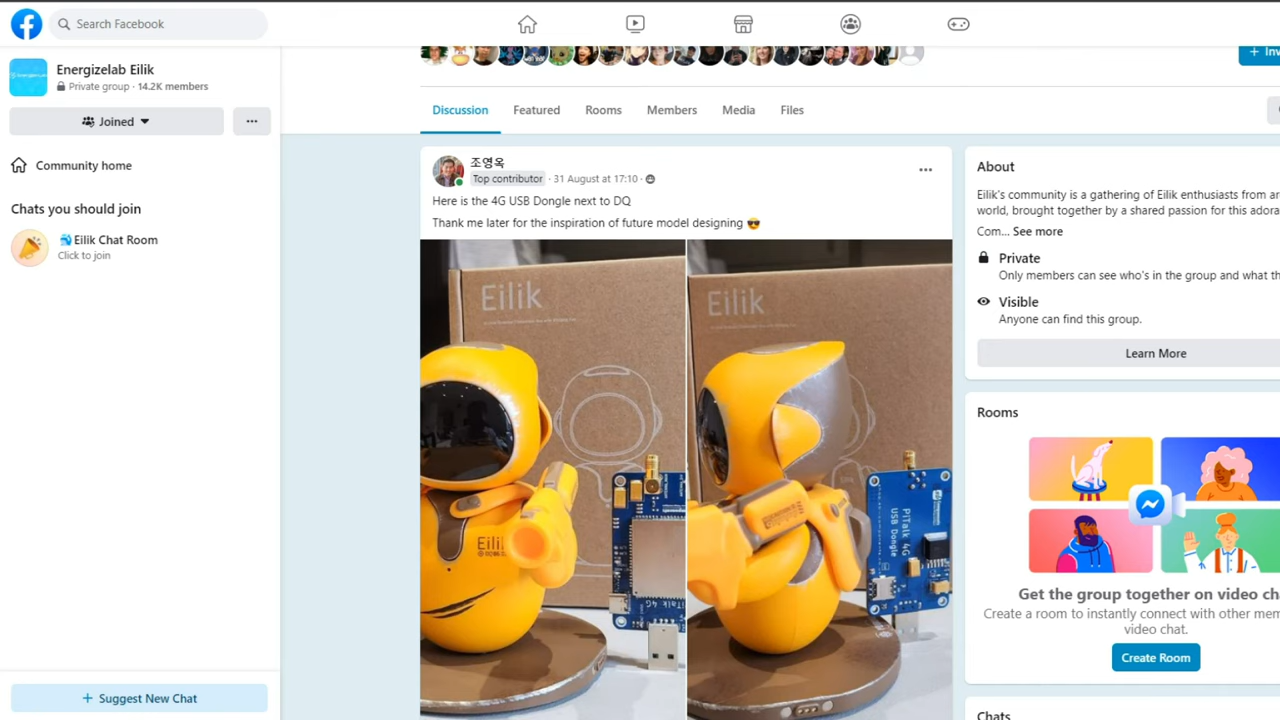 Search Facebook
Energizelab Eilik
Private group · 14.2K members
Joined
Community home
Chats you should join
Eilik Chat Room
Click to join
+ Suggest New Chat
Discussion
Featured
Rooms
Members
Media
Files
조영옥
Top contributor · 31 August at 17:10 ·
Here is the 4G USB Dongle next to DQ
Thank me later for the inspiration of future model designing 😎
Eilik
Eilik
Eilik
PiTalk 4G
PiTalk 4G
USB Dongle
About
Eilik's community is a gathering of Eilik enthusiasts from
world, brought together by a shared passion for this
Com... See more
Private
Only members can see who's in the group and what
Visible
Anyone can find this group.
Learn More
Rooms
Get the group together on video
Create a room to instantly connect with other
video chat.
Create Room
Chats